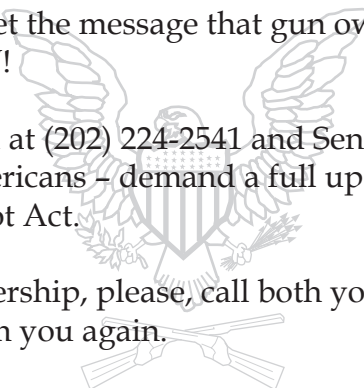 et the message that gun ow
!
at (202) 224-2541 and Sen
ericans – demand a full up
ot Act.
ership, please, call both yo
n you again.